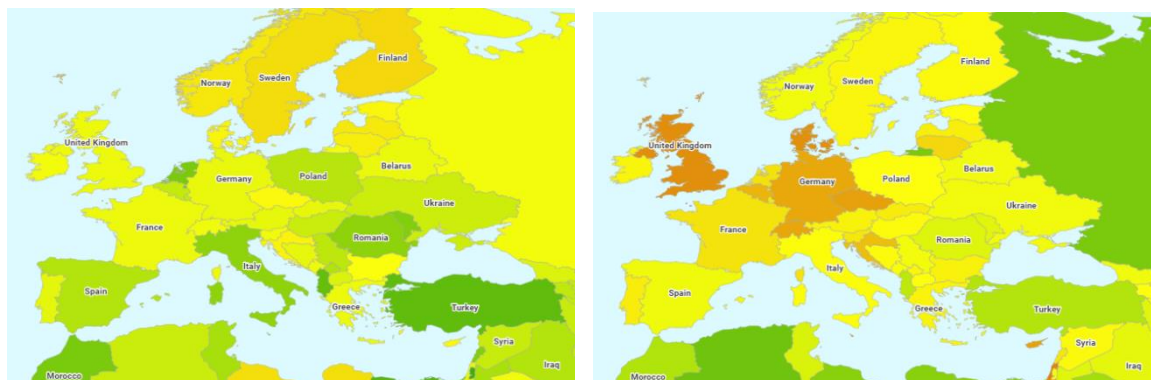 Finland
Norway
Sweden
United Kingdom
Belarus
Germany
Poland
Ukraine
France
Romania
Italy
Spain
Greece
Turkey
Syria
Iraq
Morocco
Finland
Norway
Sweden
United Kingdom
Belarus
Germany
Poland
Ukraine
France
Romania
Italy
Spain
Greece
Turkey
Syria
Iraq
Morocco